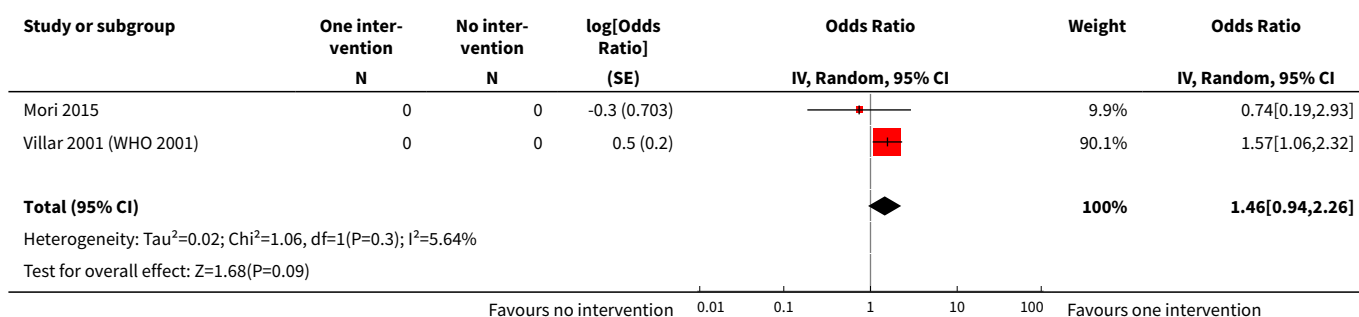 Study or subgroup One inter- No inter- log[Odds Odds Ratio Weight Odds Ratio
vention vention Ratio]
N N (SE) IV, Random, 95% CI IV, Random, 95% CI
Mori 2015 0 0 -0.3 (0.703) 9.9% 0.74[0.19,2.93]
Villar 2001 (WHO 2001) 0 0 0.5 (0.2) 90.1% 1.57[1.06,2.32]
Total (95% CI) 100% 1.46[0.94,2.26]
Heterogeneity: Tau²=0.02; Chi²=1.06, df=1(P=0.3); I²=5.64%
Test for overall effect: Z=1.68(P=0.09)
Favours no intervention 0.01 0.1 1 10 100 Favours one intervention